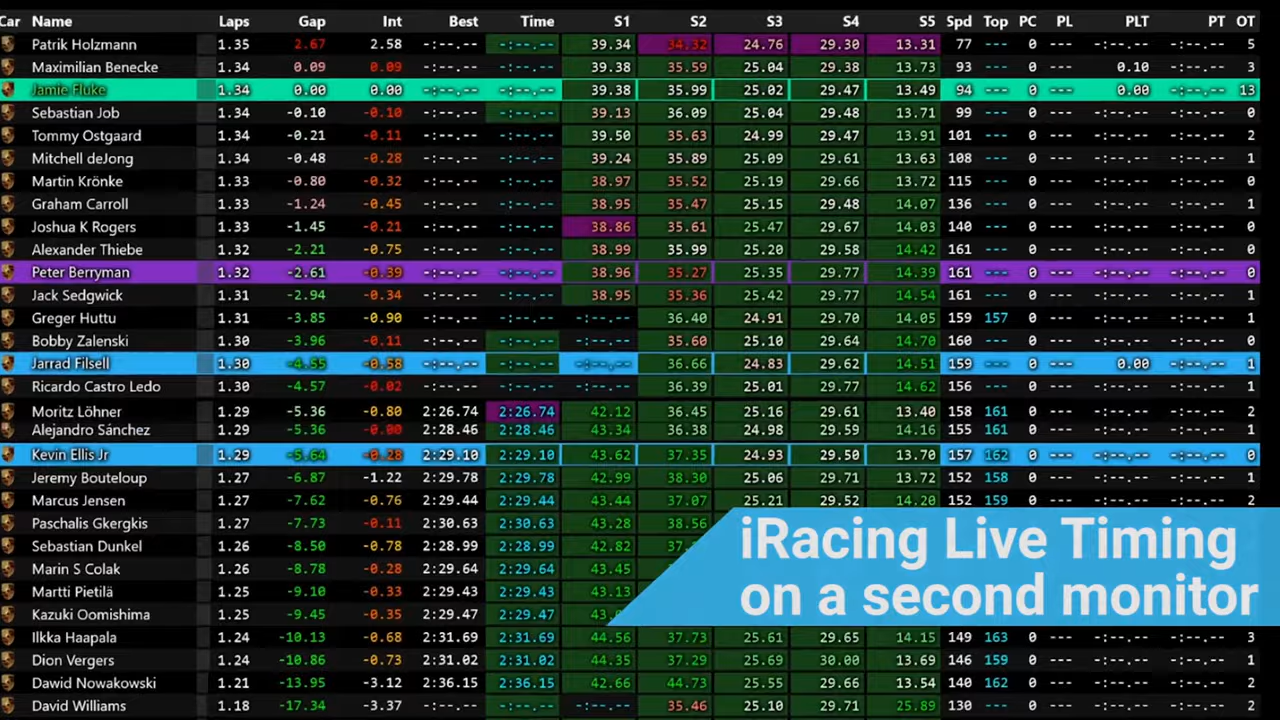 Car Name Laps Gap Int Best Time S1 S2 S3 S4 S5 Spd Top PC PL PLT PT OT
Patrik Holzmann 1.35 2.67 2.58 -:--.-- -:--.-- 39.34 34.32 24.76 29.30 13.31 77 --- 0 --- -:--.-- -:--.-- 5
Maximilian Benecke 1.34 0.09 0.09 -:--.-- -:--.-- 39.38 35.59 25.04 29.38 13.73 93 --- 0 --- 0.10 -:--.-- 3
Jamie Fluke 1.34 0.00 0.00 -:--.-- -:--.-- 39.38 35.99 25.02 29.47 13.49 94 --- 0 --- 0.00 -:--.-- 13
Sebastian Job 1.34 -0.10 -0.10 -:--.-- -:--.-- 39.13 36.09 25.04 29.48 13.71 99 --- 0 --- -:--.-- -:--.-- 0
Tommy Ostgaard 1.34 -0.21 -0.11 -:--.-- -:--.-- 39.50 35.63 24.99 29.47 13.91 101 --- 0 --- -:--.-- -:--.-- 2
Mitchell deJong 1.34 -0.48 -0.28 -:--.-- -:--.-- 39.24 35.89 25.09 29.61 13.63 108 --- 0 --- -:--.-- -:--.-- 1
Martin Krönke 1.33 -0.80 -0.32 -:--.-- -:--.-- 38.97 35.52 25.19 29.66 13.72 115 --- 0 --- -:--.-- -:--.-- 0
Graham Carroll 1.33 -1.24 -0.45 -:--.-- -:--.-- 38.95 35.47 25.15 29.48 14.07 136 --- 0 --- -:--.-- -:--.-- 1
Joshua K Rogers 1.33 -1.45 -0.21 -:--.-- -:--.-- 38.86 35.61 25.47 29.67 14.03 140 --- 0 --- -:--.-- -:--.-- 0
Alexander Thiebe 1.32 -2.21 -0.75 -:--.-- -:--.-- 38.99 35.99 25.20 29.58 14.42 161 --- 0 --- -:--.-- -:--.-- 0
Peter Berryman 1.32 -2.61 -0.39 -:--.-- -:--.-- 38.96 35.27 25.35 29.77 14.39 161 --- 0 --- -:--.-- -:--.-- 0
Jack Sedgwick 1.31 -2.94 -0.34 -:--.-- -:--.-- 38.95 35.36 25.42 29.77 14.54 161 --- 0 --- -:--.-- -:--.-- 1
Greger Huttu 1.31 -3.85 -0.90 -:--.-- -:--.-- -:--.-- 36.40 24.91 29.70 14.05 159 157 0 --- -:--.-- -:--.-- 1
Bobby Zalenski 1.30 -3.96 -0.11 -:--.-- -:--.-- -:--.-- 35.60 25.10 29.64 14.70 160 --- 0 --- -:--.-- -:--.-- 1
Jarrad Filsell 1.30 -4.55 -0.58 -:--.-- -:--.-- -:--.-- 36.66 24.83 29.62 14.51 159 --- 0 --- 0.00 -:--.-- 1
Ricardo Castro Ledo 1.30 -4.57 -0.02 -:--.-- -:--.-- -:--.-- 36.39 25.01 29.77 14.62 156 --- 0 --- -:--.-- -:--.-- 1
Moritz Löhner 1.29 -5.36 -0.80 2:26.74 2:26.74 42.12 36.45 25.16 29.61 13.40 158 161 0 --- -:--.-- -:--.-- 2
Alejandro Sánchez 1.29 -5.36 -0.00 2:28.46 2:28.46 43.34 36.38 24.98 29.59 14.16 155 161 0 --- -:--.-- -:--.-- 1
Kevin Ellis Jr 1.29 -5.64 -0.28 2:29.10 2:29.10 43.62 37.35 24.93 29.50 13.70 157 162 0 --- -:--.-- -:--.-- 0
Jeremy Bouteloup 1.27 -6.87 -1.22 2:29.78 2:29.78 42.99 38.30 25.06 29.71 13.72 152 158 0 --- -:--.-- -:--.-- 1
Marcus Jensen 1.27 -7.62 -0.76 2:29.44 2:29.44 43.44 37.07 25.21 29.52 14.20 152 159 0 --- -:--.-- -:--.-- 2
Paschalis Gkergkis 1.27 -7.73 -0.11 2:30.63 2:30.63 43.28 38.56
Sebastian Dunkel 1.26 -8.50 -0.78 2:28.99 2:28.99 42.82
Marin S Colak 1.26 -8.78 -0.28 2:29.64 2:29.64 43.45
Martti Pietilä 1.25 -9.10 -0.33 2:29.43 2:29.43 43.13
Kazuki Oomishima 1.25 -9.45 -0.35 2:29.47 2:29.47
iRacing Live Timing
on a second monitor
Ilkka Haapala 1.24 -10.13 -0.68 2:31.69 2:31.69 44.56 37.73 25.61 29.65 14.15 149 163 0 --- -:--.-- -:--.-- 3
Dion Vergers 1.24 -10.86 -0.73 2:31.02 2:31.02 44.35 37.29 25.69 30.00 13.69 146 159 0 --- -:--.-- -:--.-- 1
Dawid Nowakowski 1.21 -13.95 -3.12 2:36.15 2:36.15 42.66 44.73 25.55 29.66 13.54 140 162 0 --- -:--.-- -:--.-- 2
David Williams 1.18 -17.34 -3.37 -:--.-- -:--.-- -:--.-- 35.46 25.10 29.71 25.89 130 --- 0 --- -:--.-- -:--.-- 2